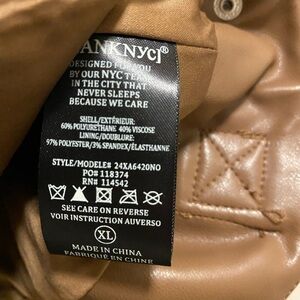 ANKNYC]®
DESIGNED FOR YOU
BY OUR NYC TEAM
IN THE CITY THAT
NEVER SLEEPS
BECAUSE WE CARE
SHELL/EXTÉRIEUR:
60% POLYURETHANE 40% VISCOSE
LINING/DOUBLURE:
97% POLYESTER/3% SPANDEX/ÉLASTHANNE
STYLE/MODELE# 24XA6420NO
PO# 118374
RN# 114542
SEE CARE ON REVERSE
VOIR INSTRUCTION AUVERSO
XL
MADE IN CHINA
FABRIQUÉ EN CHINE